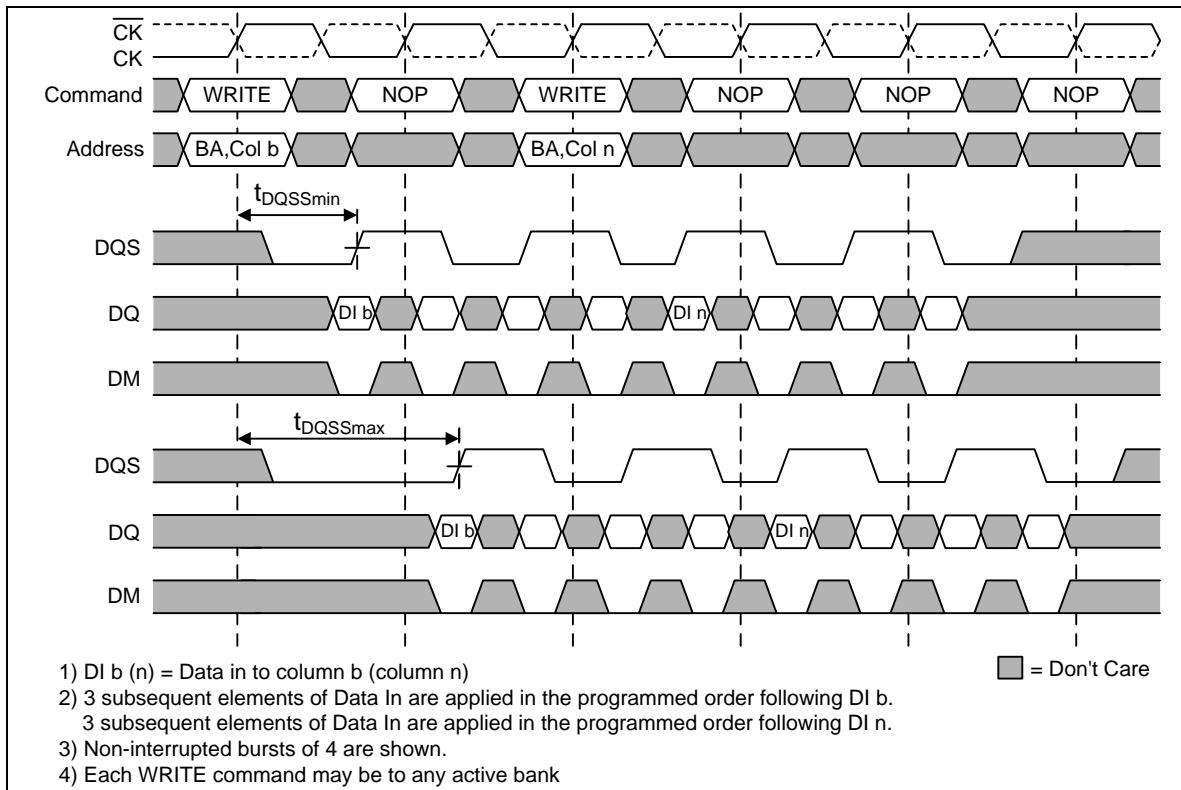 CK
CK
Command WRITE NOP WRITE NOP NOP NOP
Address BA,Col b BA,Col n
tDQSSmin
DQS
DQ DI b DI n
DM
tDQSSmax
DQS
DQ DI b DI n
DM
1) DI b (n) = Data in to column b (column n)
= Don't Care
2) 3 subsequent elements of Data In are applied in the programmed order following DI b.
3 subsequent elements of Data In are applied in the programmed order following DI n.
3) Non-interrupted bursts of 4 are shown.
4) Each WRITE command may be to any active bank